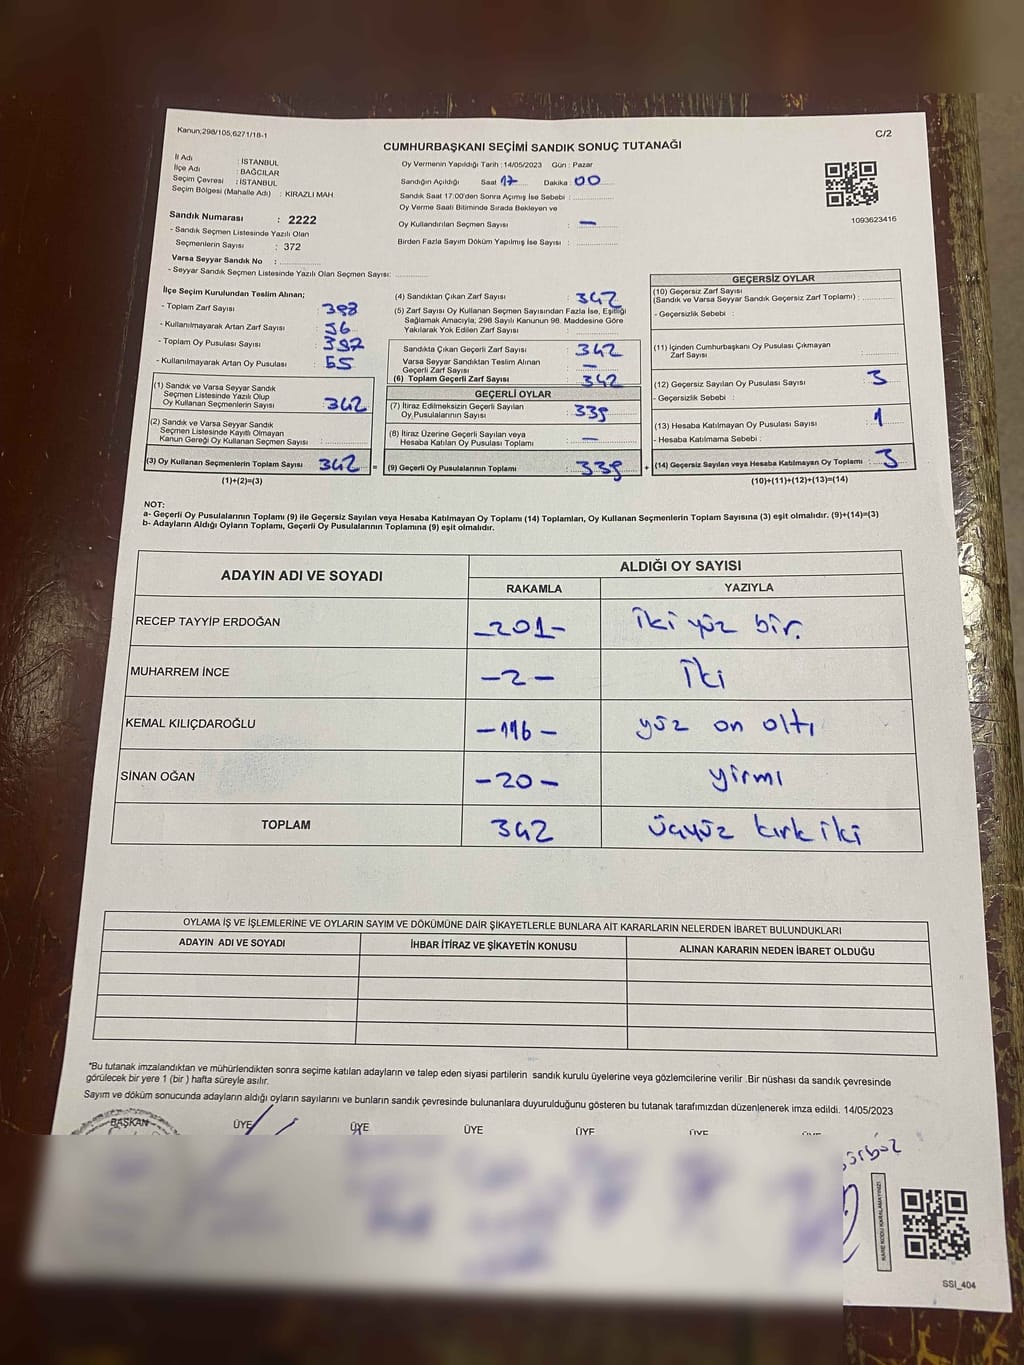 Kanun;298/105,6271/18-1
C/2
CUMHURBAŞKANI SEÇİMİ SANDIK SONUÇ TUTANAĞI
İl Adı : İSTANBUL
İlçe Adı : BAĞCILAR
Seçim Çevresi : İSTANBUL
Seçim Bölgesi (Mahalle Adı) : KİRAZLI MAH.
Sandık Numarası : 2222
- Sandık Seçmen Listesinde Yazılı Olan
Seçmenlerin Sayısı : 372
Varsa Seyyar Sandık No :
- Seyyar Sandık Seçmen Listesinde Yazılı Olan Seçmen Sayısı:
Oy Vermenin Yapıldığı Tarih : 14/05/2023 Gün : Pazar
Sandığın Açıldığı Saat 17 Dakika : 00
Sandık Saat 17:00'den Sonra Açımış İse Sebebi :
Oy Verme Saati Bitiminde Sırada Bekleyen ve
Oy Kullandırılan Seçmen Sayısı : —
Birden Fazla Sayım Döküm Yapılmış İse Sayısı :
1093623416
İlçe Seçim Kurulundan Teslim Alınan;
- Toplam Zarf Sayısı : 398
- Kullanılmayarak Artan Zarf Sayısı : 56
- Toplam Oy Pusulası Sayısı : 397
- Kullanılmayarak Artan Oy Pusulası : 55
(1) Sandık ve Varsa Seyyar Sandık
Seçmen Listesinde Yazılı Olup
Oy Kullanan Seçmenlerin Sayısı : 342
(2) Sandık ve Varsa Seyyar Sandık
Seçmen Listesinde Kayıtlı Olmayan
Kanun Gereği Oy Kullanan Seçmen Sayısı :
(3) Oy Kullanan Seçmenlerin Toplam Sayısı 342 =
(1)+(2)=(3)
(4) Sandıktan Çıkan Zarf Sayısı : 342
(5) Zarf Sayısı Oy Kullanan Seçmen Sayısından Fazla İse, Eşitliği
Sağlamak Amacıyla, 298 Sayılı Kanunun 98. Maddesine Göre
Yakılarak Yok Edilen Zarf Sayısı :
Sandıkta Çıkan Geçerli Zarf Sayısı : 342
Varsa Seyyar Sandıktan Teslim Alınan
Geçerli Zarf Sayısı : —
(6) Toplam Geçerli Zarf Sayısı : 342
GEÇERLİ OYLAR
(7) İtiraz Edilmeksizin Geçerli Sayılan
Oy Pusulalarının Sayısı : 339
(8) İtiraz Üzerine Geçerli Sayılan veya
Hesaba Katılan Oy Pusulası Toplamı : —
(9) Geçerli Oy Pusulalarının Toplamı : 339 +
GEÇERSİZ OYLAR
(10) Geçersiz Zarf Sayısı
(Sandık ve Varsa Seyyar Sandık Geçersiz Zarf Toplamı) :
- Geçersizlik Sebebi :
(11) İçinden Cumhurbaşkanı Oy Pusulası Çıkmayan
Zarf Sayısı :
(12) Geçersiz Sayılan Oy Pusulası Sayısı : 3
- Geçersizlik Sebebi :
(13) Hesaba Katılmayan Oy Pusulası Sayısı : 1
- Hesaba Katılmama Sebebi :
(14) Geçersiz Sayılan veya Hesaba Katılmayan Oy Toplamı : 3
(10)+(11)+(12)+(13)=(14)
NOT:
a- Geçerli Oy Pusulalarının Toplamı (9) ile Geçersiz Sayılan veya Hesaba Katılmayan Oy Toplamı (14) Toplamları, Oy Kullanan Seçmenlerin Toplam Sayısına (3) eşit olmalıdır. (9)+(14)=(3)
b- Adayların Aldığı Oyların Toplamı, Geçerli Oy Pusulalarının Toplamına (9) eşit olmalıdır.
ADAYIN ADI VE SOYADI ALDIĞI OY SAYISI
RAKAMLA YAZIYLA
RECEP TAYYİP ERDOĞAN -201- iki yüz bir.
MUHARREM İNCE -2- iki
KEMAL KILIÇDAROĞLU -116- yüz on altı
SİNAN OĞAN -20- yirmi
TOPLAM 342 üçyüz kırk iki
OYLAMA İŞ VE İŞLEMLERİNE VE OYLARIN SAYIM VE DÖKÜMÜNE DAİR ŞİKAYETLERLE BUNLARA AİT KARARLARIN NELERDEN İBARET BULUNDUKLARI
ADAYIN ADI VE SOYADI İHBAR İTİRAZ VE ŞİKAYETİN KONUSU ALINAN KARARIN NEDEN İBARET OLDUĞU
*Bu tutanak imzalandıktan ve mühürlendikten sonra seçime katılan adayların ve talep eden siyasi partilerin sandık kurulu üyelerine veya gözlemcilerine verilir .Bir nüshası da sandık çevresinde
görülecek bir yere 1 (bir ) hafta süreyle asılır.
Sayım ve döküm sonucunda adayların aldığı oyların sayılarını ve bunların sandık çevresinde bulunanlara duyurulduğunu gösteren bu tutanak tarafımızdan düzenlenerek imza edildi. 14/05/2023
BAŞKAN ÜYE ÜYE ÜYE ÜYE ÜYE
KARE KODU KARALAMAYINIZ!
SSI_404